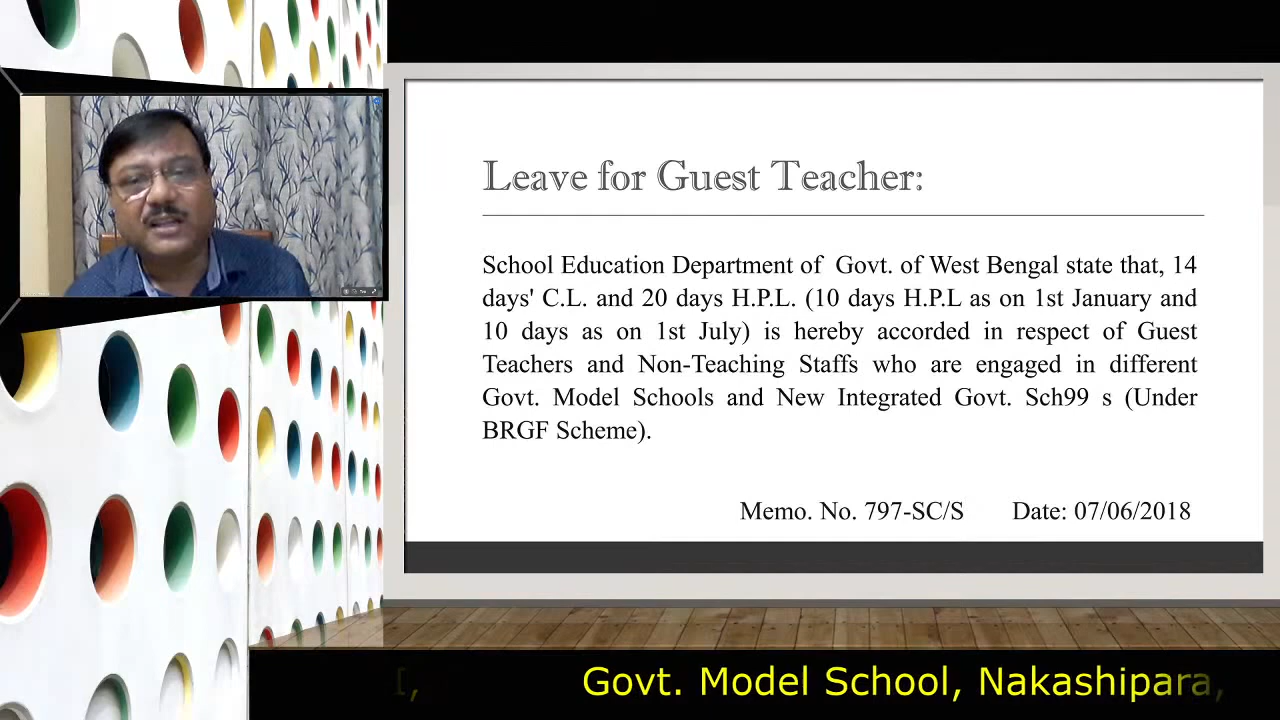 Leave for Guest Teacher:
School Education Department of Govt. of West Bengal state that, 14
days' C.L. and 20 days H.P.L. (10 days H.P.L as on 1st January and
10 days as on 1st July) is hereby accorded in respect of Guest
Teachers and Non-Teaching Staffs who are engaged in different
Govt. Model Schools and New Integrated Govt. Sch99 s (Under
BRGF Scheme).
Memo. No. 797-SC/S Date: 07/06/2018
I, Govt. Model School, Nakashipara,